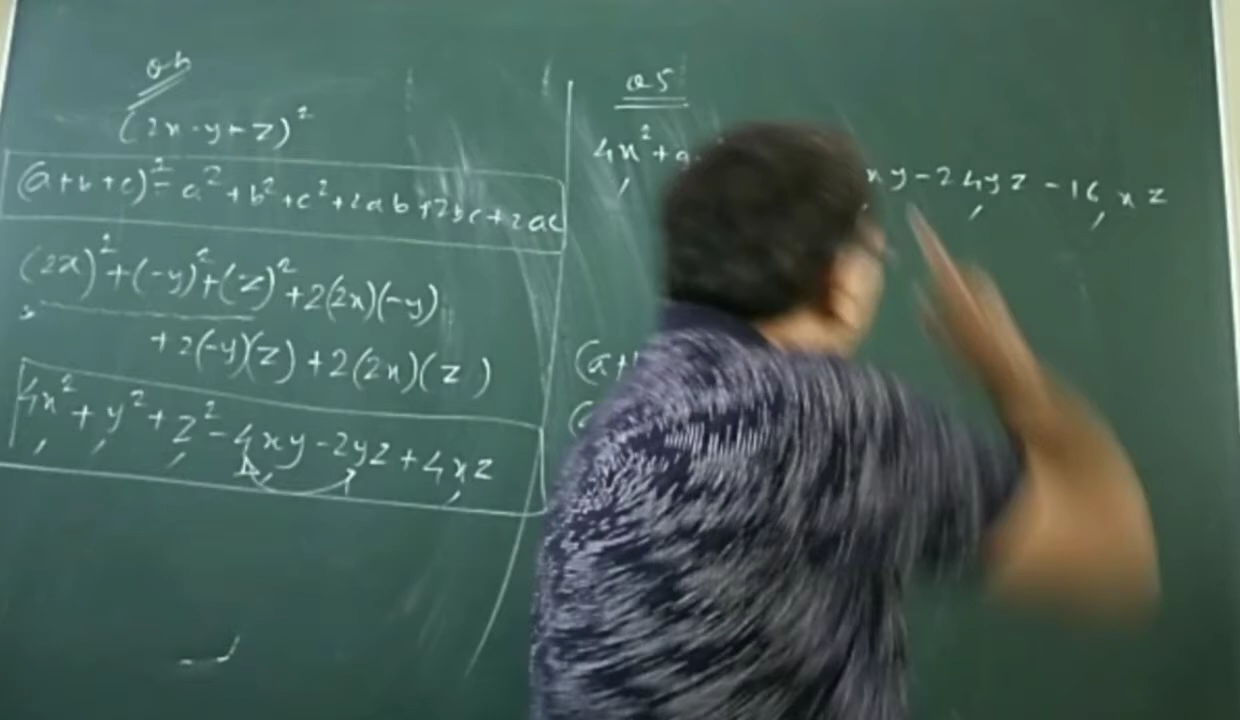 (2x-y+z)²
(a+b+c)²=a²+b²+c²+2ab+2bc+2ac
(2x)²+(-y)²+(z)²+2(2x)(-y)
+2(-y)(z)+2(2x)(z)
4x²+y²+z²-4xy-2yz+4xz
Q5
4x²+9
xy-24yz-16xz
(a+
(